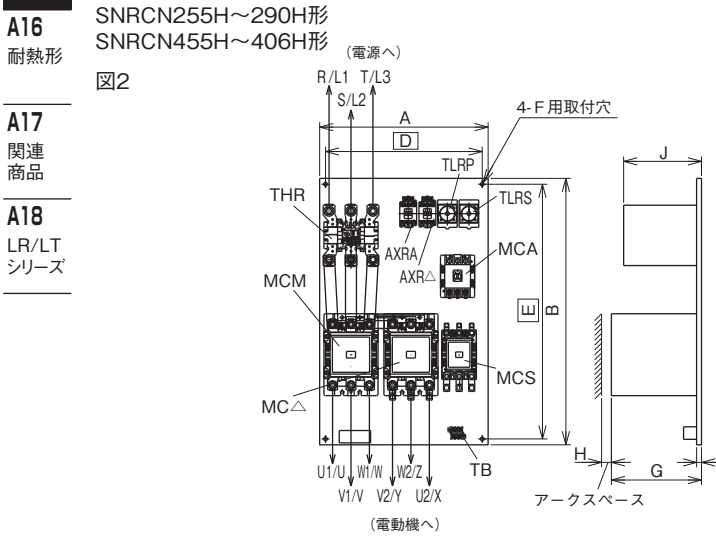 A16
耐熱形
A17
関連
商品
A18
LR/LT
シリーズ
SNRCN255H～290H形
SNRCN455H～406H形
図2
(電源へ)
R/L1 T/L3
S/L2
A
D
4-F用取付穴
J
TLRP
TLRS
THR
AXRA
AXR△
MCA
MCM
E
B
MCS
MC△
TB
H
G
アークスペース
U1/U W1/W W2/Z
V1/V V2/Y U2/X
(電動機へ)